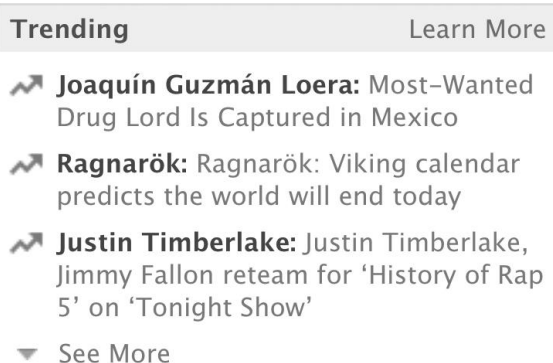 Trending Learn More
Joaquín Guzmán Loera: Most-Wanted
Drug Lord Is Captured in Mexico
Ragnarök: Ragnarök: Viking calendar
predicts the world will end today
Justin Timberlake: Justin Timberlake,
Jimmy Fallon reteam for ‘History of Rap
5’ on ‘Tonight Show’
See More